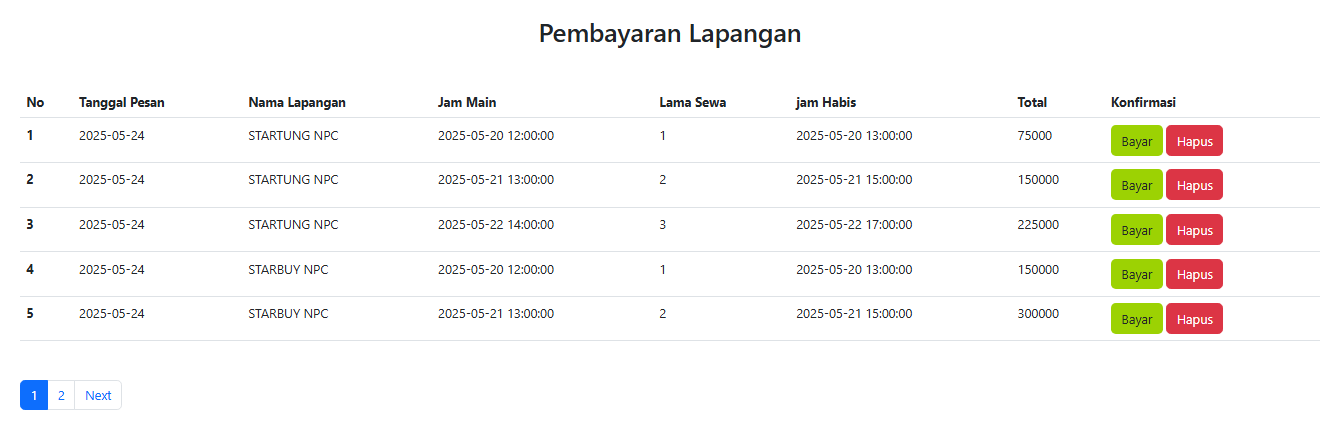 Pembayaran Lapangan
No Tanggal Pesan Nama Lapangan Jam Main Lama Sewa jam Habis Total Konfirmasi
1 2025-05-24 STARTUNG NPC 2025-05-20 12:00:00 1 2025-05-20 13:00:00 75000 Bayar Hapus
2 2025-05-24 STARTUNG NPC 2025-05-21 13:00:00 2 2025-05-21 15:00:00 150000 Bayar Hapus
3 2025-05-24 STARTUNG NPC 2025-05-22 14:00:00 3 2025-05-22 17:00:00 225000 Bayar Hapus
4 2025-05-24 STARBUY NPC 2025-05-20 12:00:00 1 2025-05-20 13:00:00 150000 Bayar Hapus
5 2025-05-24 STARBUY NPC 2025-05-21 13:00:00 2 2025-05-21 15:00:00 300000 Bayar Hapus
1 2 Next